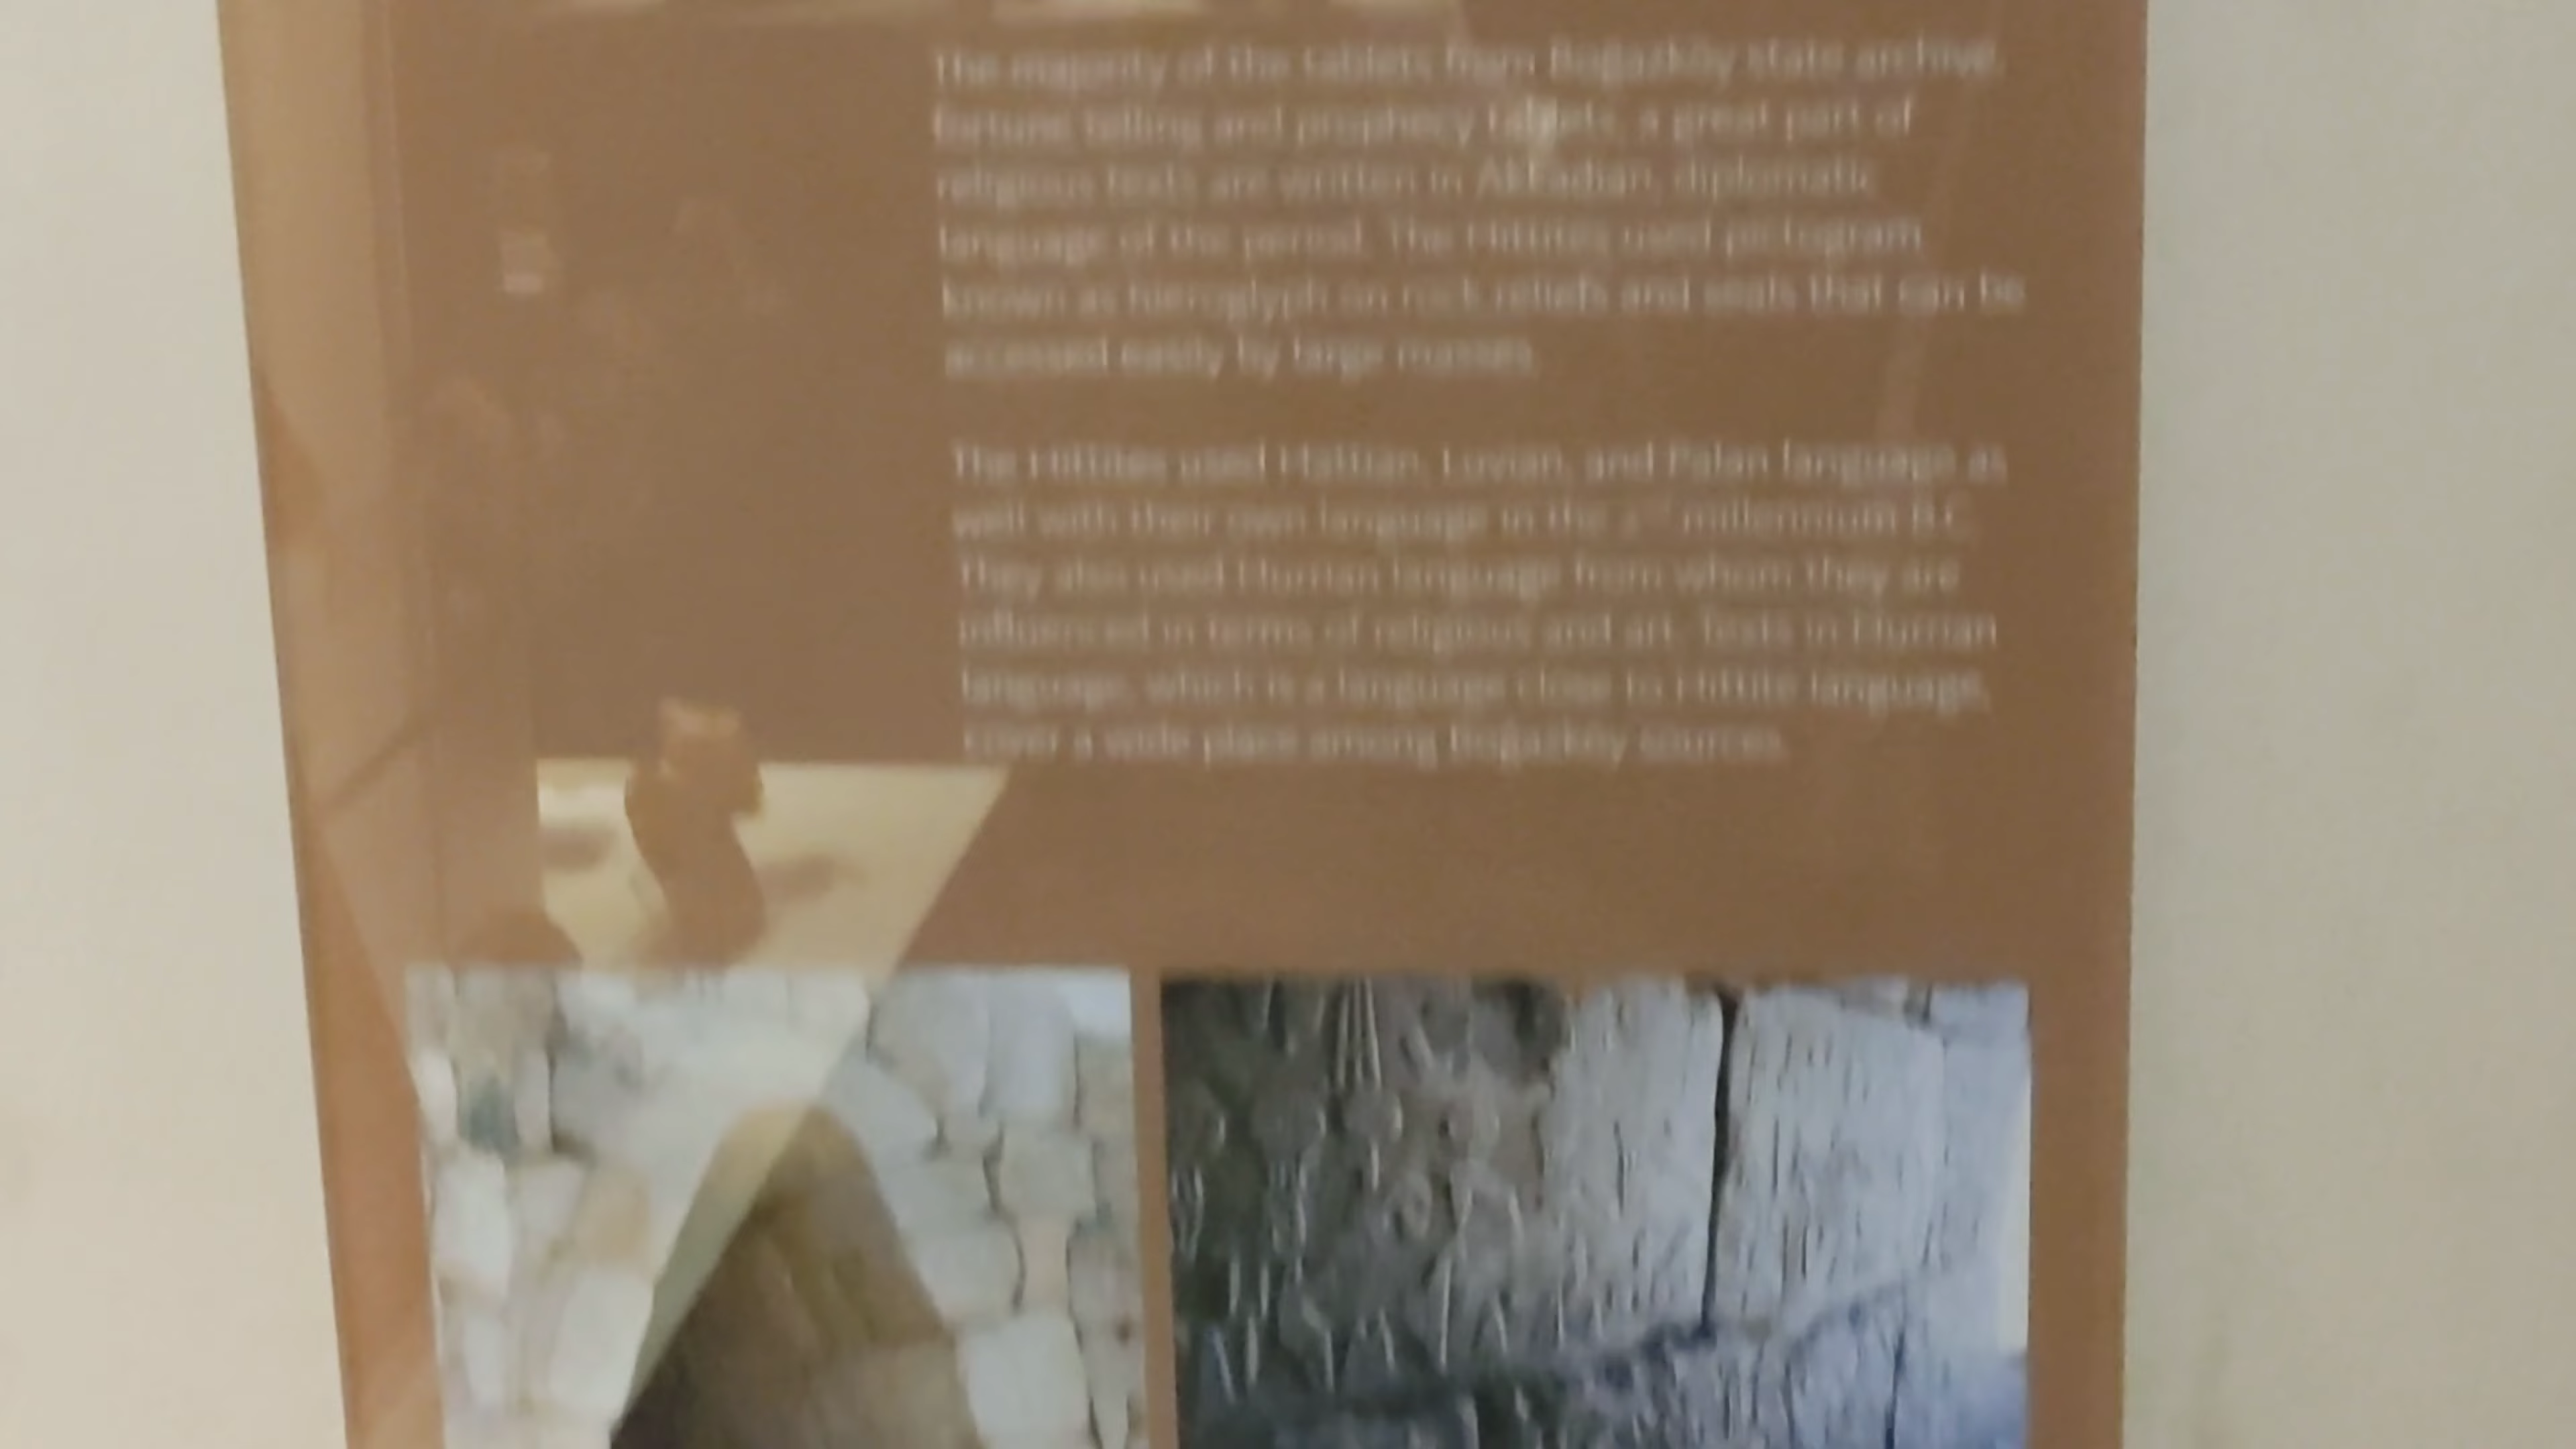 The majority of the tablets from Boğazköy state archive,
fortune telling and prophecy tablets, a great part of
religious texts are written in Akkadian, diplomatic
language of the period. The Hittites used pictogram
known as hieroglyph on rock reliefs and seals that can be
accessed easily by large masses.
The Hittites used Hattian, Luvian, and Palan language as
well with their own language in the 2nd millennium B.C.
They also used Hurrian language from whom they are
influenced in terms of religious and art. Texts in Hurrian
language, which is a language close to Hittite language,
cover a wide place among Boğazköy sources.